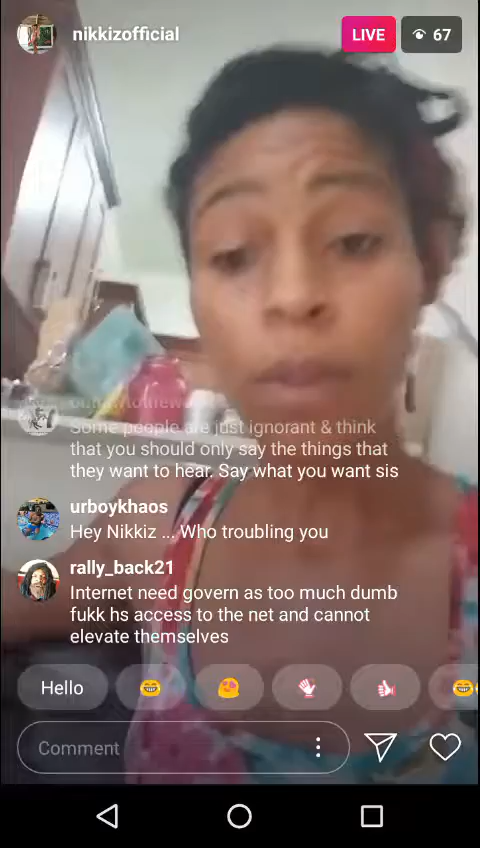 nikkizofficial
LIVE
67
Some people are just ignorant & think
that you should only say the things that
they want to hear. Say what you want sis
urboykhaos
Hey Nikkiz ... Who troubling you
rally_back21
Internet need govern as too much dumb
fukk hs access to the net and cannot
elevate themselves
Hello
Comment